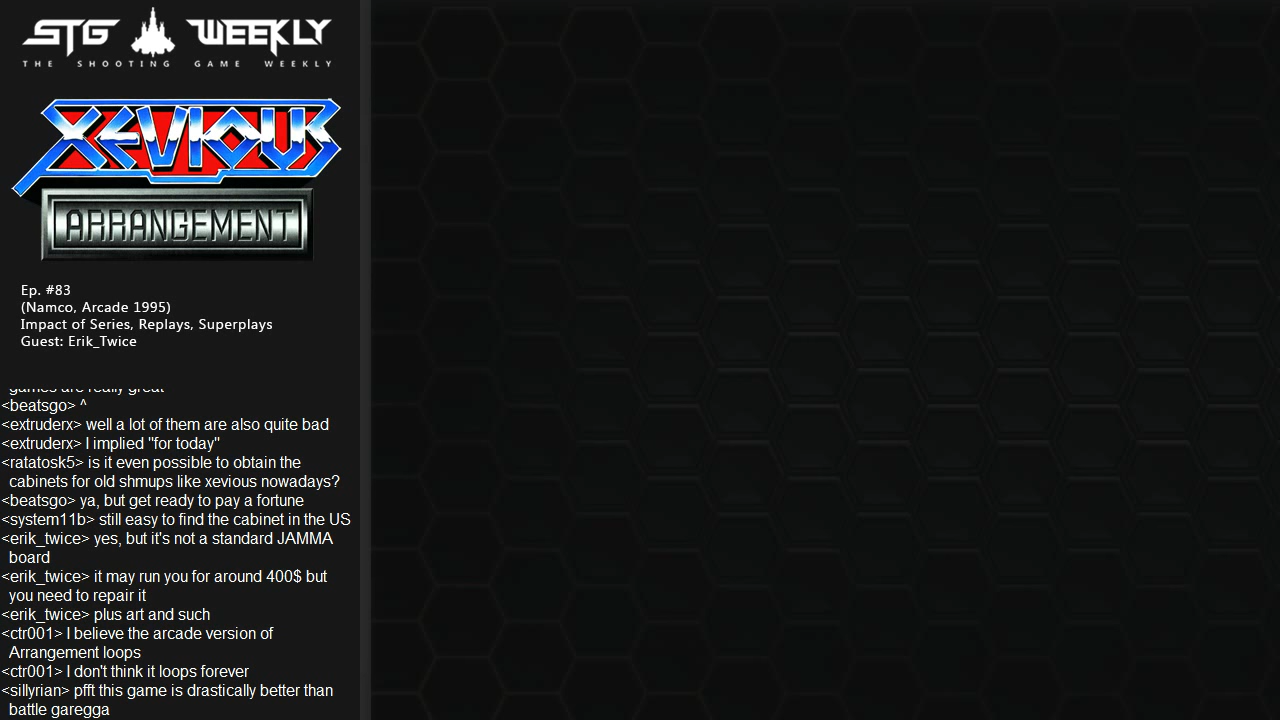 STG WEEKLY
THE SHOOTING GAME WEEKLY
XEVIOUS
ARRANGEMENT
Ep. #83
(Namco, Arcade 1995)
Impact of Series, Replays, Superplays
Guest: Erik_Twice
games are really great
<beatsgo> ^
<extruderx> well a lot of them are also quite bad
<extruderx> I implied "for today"
<ratatosk5> is it even possible to obtain the
cabinets for old shmups like xevious nowadays?
<beatsgo> ya, but get ready to pay a fortune
<system11b> still easy to find the cabinet in the US
<erik_twice> yes, but it's not a standard JAMMA
board
<erik_twice> it may run you for around 400$ but
you need to repair it
<erik_twice> plus art and such
<ctr001> I believe the arcade version of
Arrangement loops
<ctr001> I don't think it loops forever
<sillyrian> pfft this game is drastically better than
battle garegga